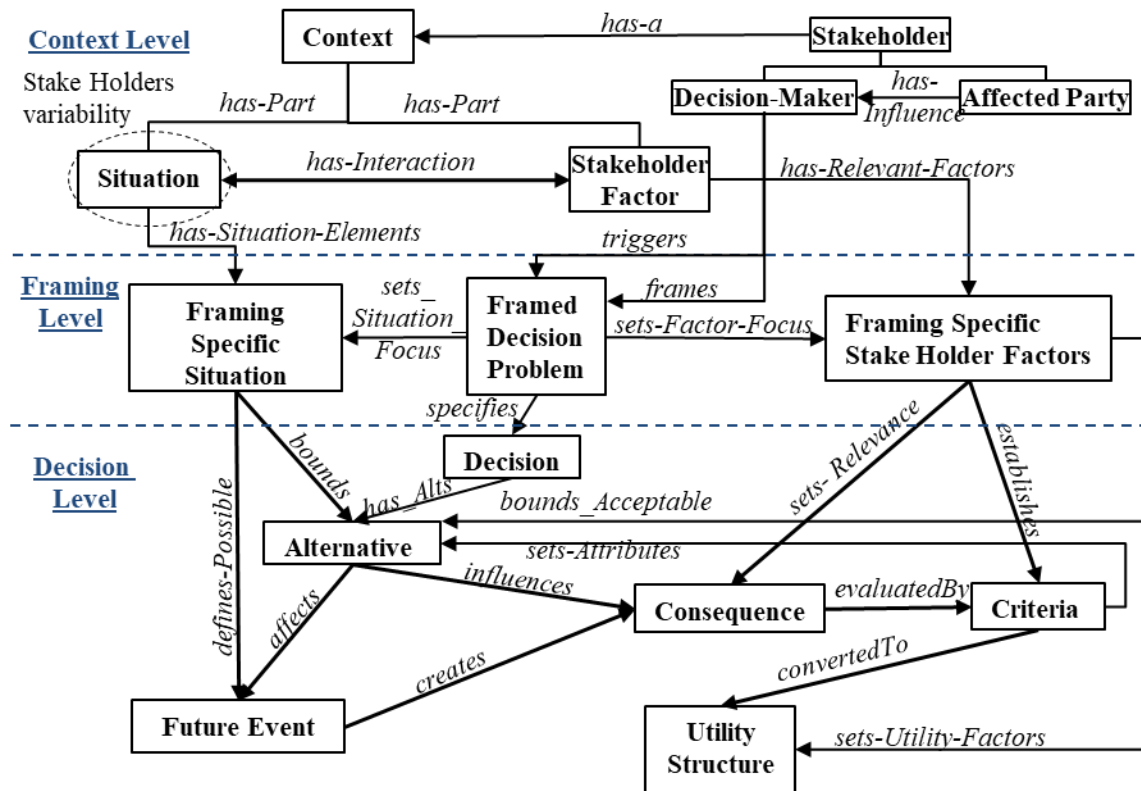 Context Level
Context
has-a
Stakeholder
Stake Holders
variability
has-Part
has-Part
Decision-Maker
has-
Influence
Affected Party
Situation
has-Interaction
Stakeholder
Factor
has-Relevant-Factors
has-Situation-Elements
triggers
Framing
Level
Framing
Specific
Situation
sets_
Situation_
Focus
Framed
Decision
Problem
frames
sets-Factor-Focus
Framing Specific
Stake Holder Factors
specifies
Decision
Level
Decision
bounds
has_Alts
sets- Relevance
establishes
bounds_Acceptable
Alternative
sets-Attributes
defines-Possible
affects
influences
Consequence
evaluatedBy
Criteria
creates
convertedTo
Future Event
Utility
Structure
sets-Utility-Factors